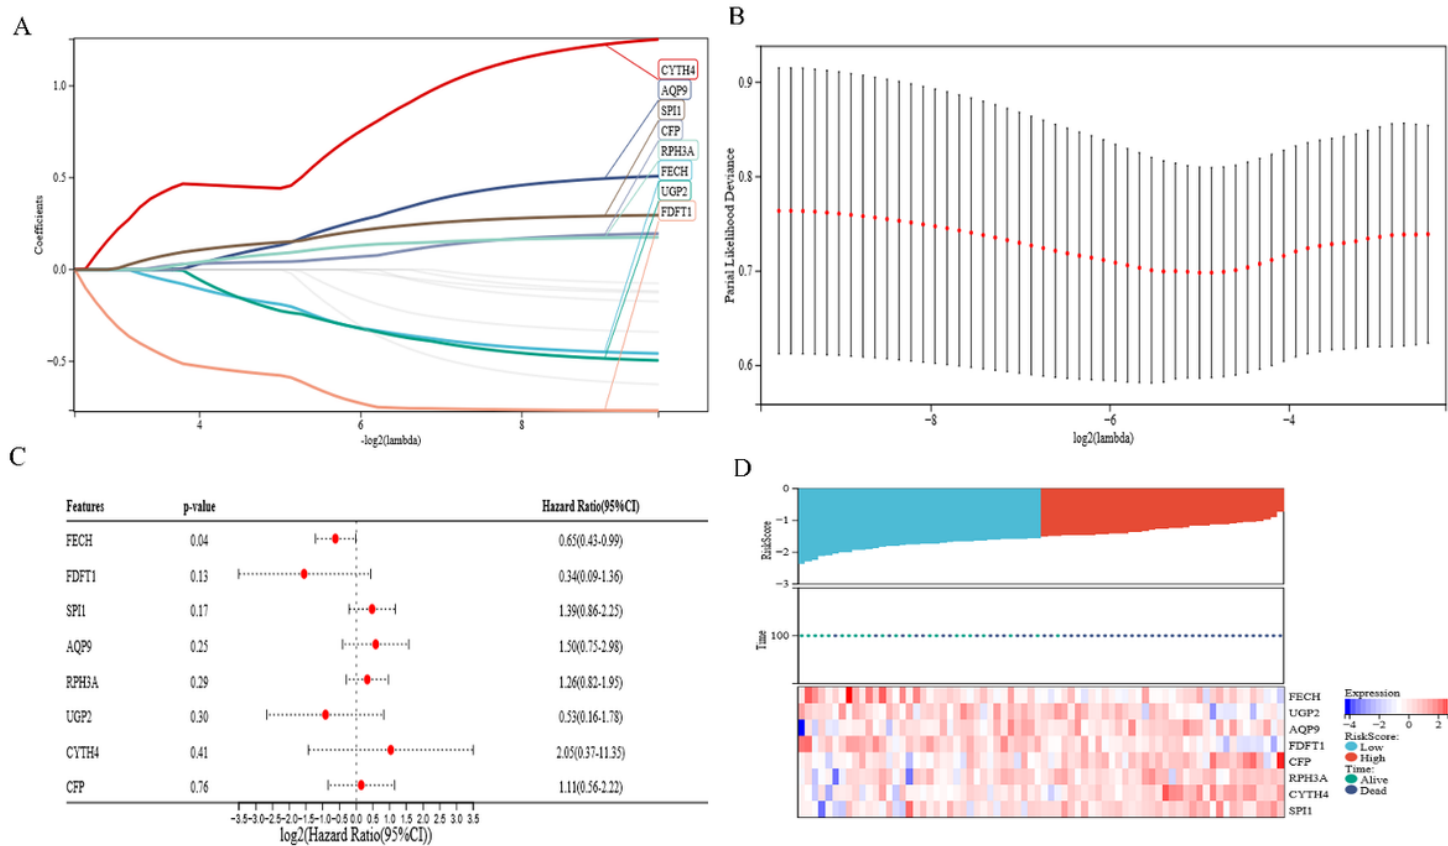 A
1.0
0.5
0.0
−0.5
Coefficients
4
6
8
-log2(lambda)
CYTH4
AQP9
SPI1
CFP
RPH3A
FECH
UGP2
FDFT1
B
0.9
0.8
0.7
0.6
Parial Likelihood Deviance
−8
−6
−4
log2(lambda)
C
Features p-value Hazard Ratio(95%CI)
FECH 0.04 0.65(0.43-0.99)
FDFT1 0.13 0.34(0.09-1.36)
SPI1 0.17 1.39(0.86-2.25)
AQP9 0.25 1.50(0.75-2.98)
RPH3A 0.29 1.26(0.82-1.95)
UGP2 0.30 0.53(0.16-1.78)
CYTH4 0.41 2.05(0.37-11.35)
CFP 0.76 1.11(0.56-2.22)
−3.5−3.0−2.5−2.0−1.5−1.0−0.5 0.0 0.5 1.0 1.5 2.0 2.5 3.0 3.5
log2(Hazard Ratio(95%CI))
D
0
−1
−2
−3
RiskScore
100
Time
FECH
UGP2
AQP9
FDFT1
CFP
RPH3A
CYTH4
SPI1
Expression
−4 −2 0 2
RiskScore:
Low
High
Time:
Alive
Dead